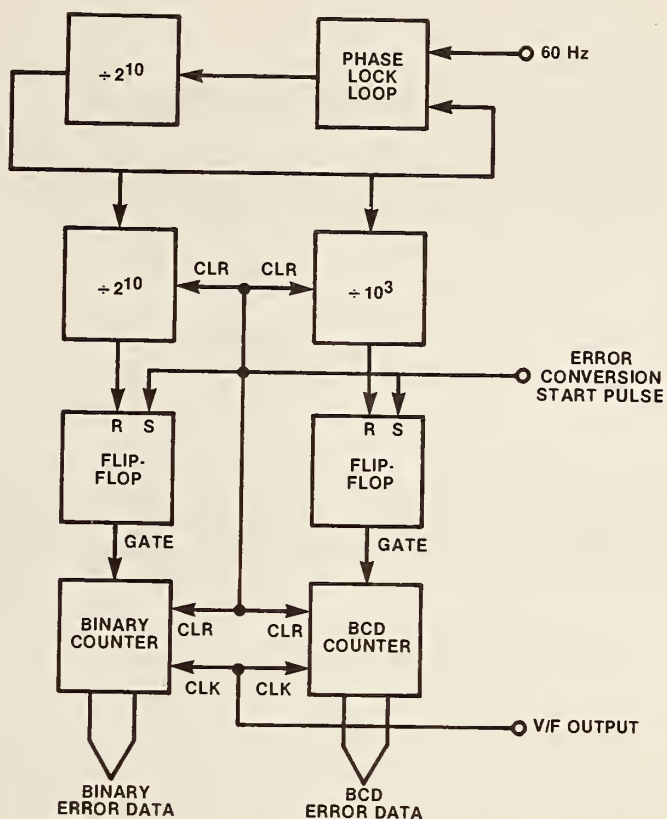 ÷2¹⁰
PHASE
LOCK
LOOP
60 Hz
÷2¹⁰
CLR
CLR
÷10³
ERROR
CONVERSION
START PULSE
R S
FLIP-
FLOP
R S
FLIP-
FLOP
GATE
GATE
BINARY
COUNTER
CLR
CLR
BCD
COUNTER
CLK
CLK
V/F OUTPUT
BINARY
ERROR DATA
BCD
ERROR DATA